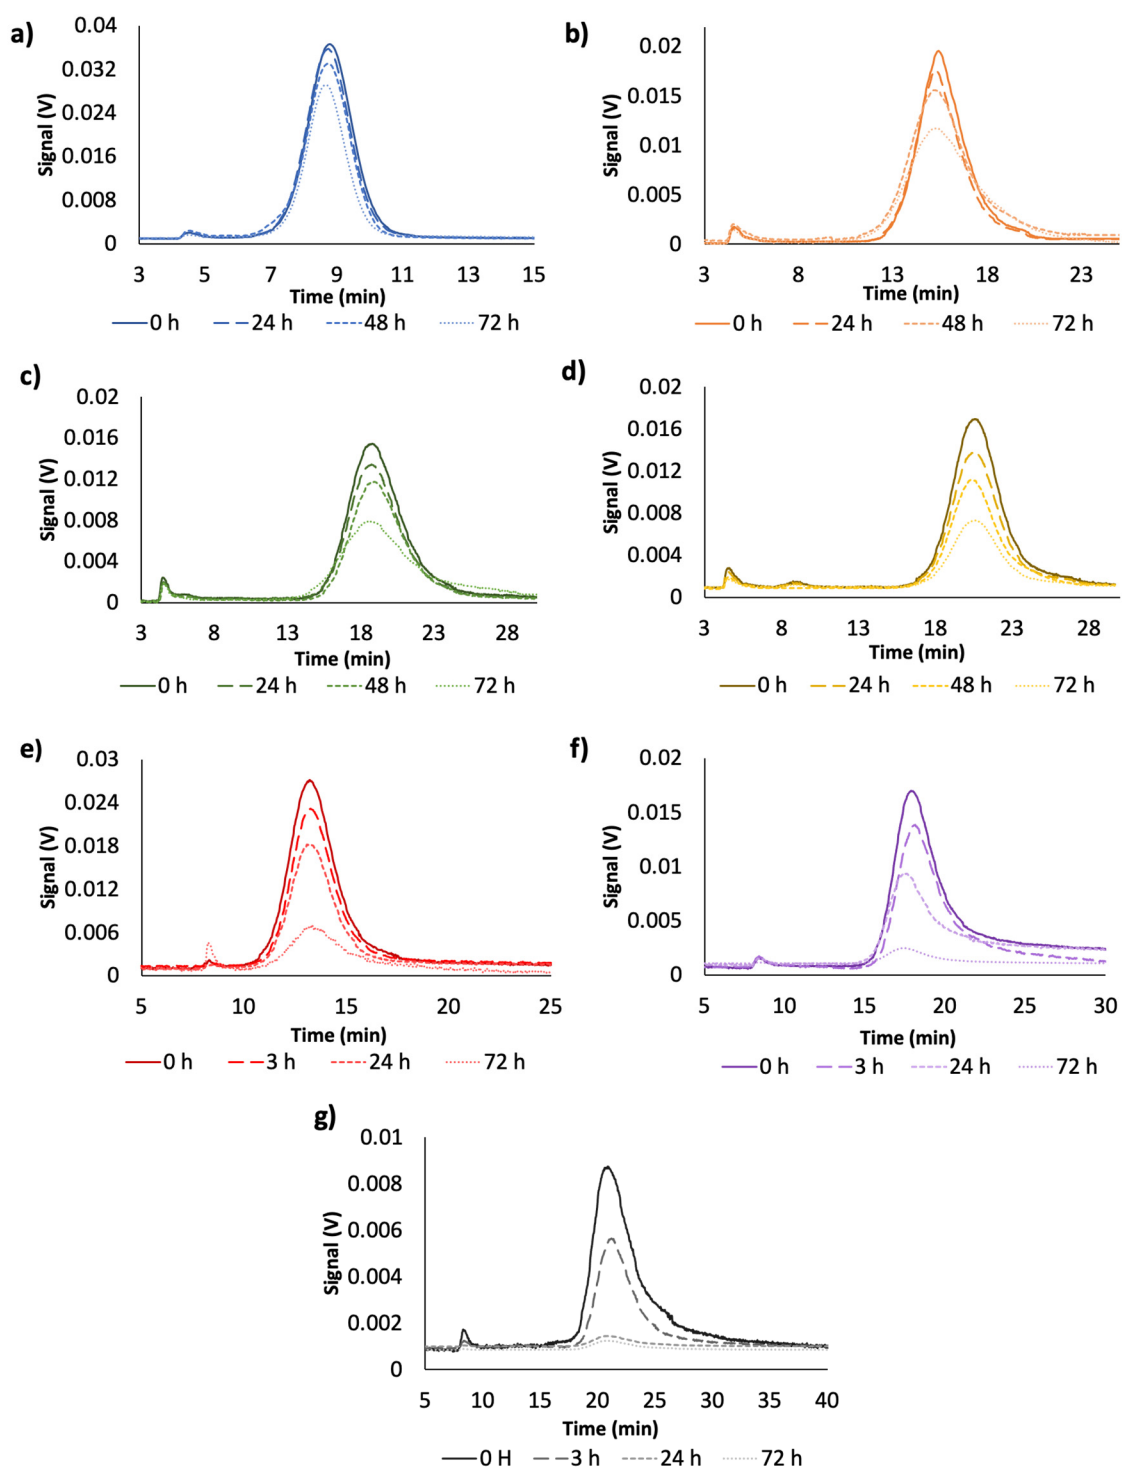 a)
0.04
0.032
0.024
0.016
0.008
0
Signal (V)
3 5 7 9 11 13 15
Time (min)
0 h 24 h 48 h 72 h
b)
0.02
0.015
0.01
0.005
0
Signal (V)
3 8 13 18 23
Time (min)
0 h 24 h 48 h 72 h
c)
0.02
0.016
0.012
0.008
0.004
0
Signal (V)
3 8 13 18 23 28
Time (min)
0 h 24 h 48 h 72 h
d)
0.02
0.016
0.012
0.008
0.004
0
Signal (V)
3 8 13 18 23 28
Time (min)
0 h 24 h 48 h 72 h
e)
0.03
0.024
0.018
0.012
0.006
0
Signal (V)
5 10 15 20 25
Time (min)
0 h 3 h 24 h 72 h
f)
0.02
0.015
0.01
0.005
0
Signal (V)
5 10 15 20 25 30
Time (min)
0 h 3 h 24 h 72 h
g)
0.01
0.008
0.006
0.004
0.002
0
Signal (V)
5 10 15 20 25 30 35 40
Time (min)
0 H 3 h 24 h 72 h